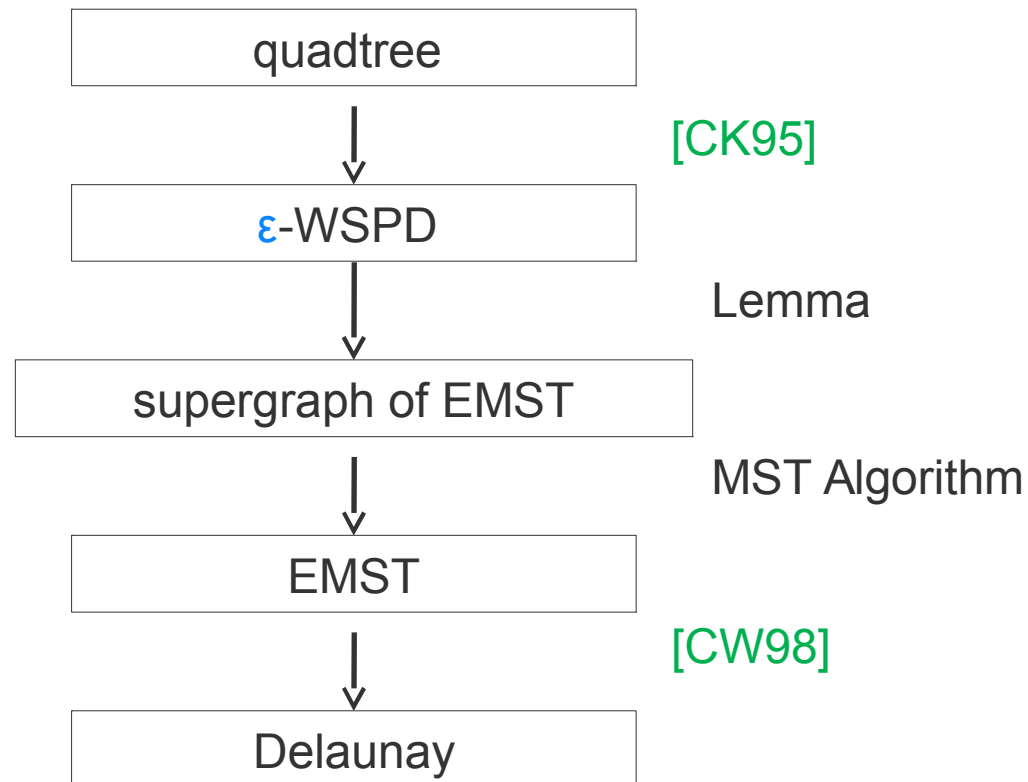 quadtree
[CK95]
ε-WSPD
Lemma
supergraph of EMST
MST Algorithm
EMST
[CW98]
Delaunay